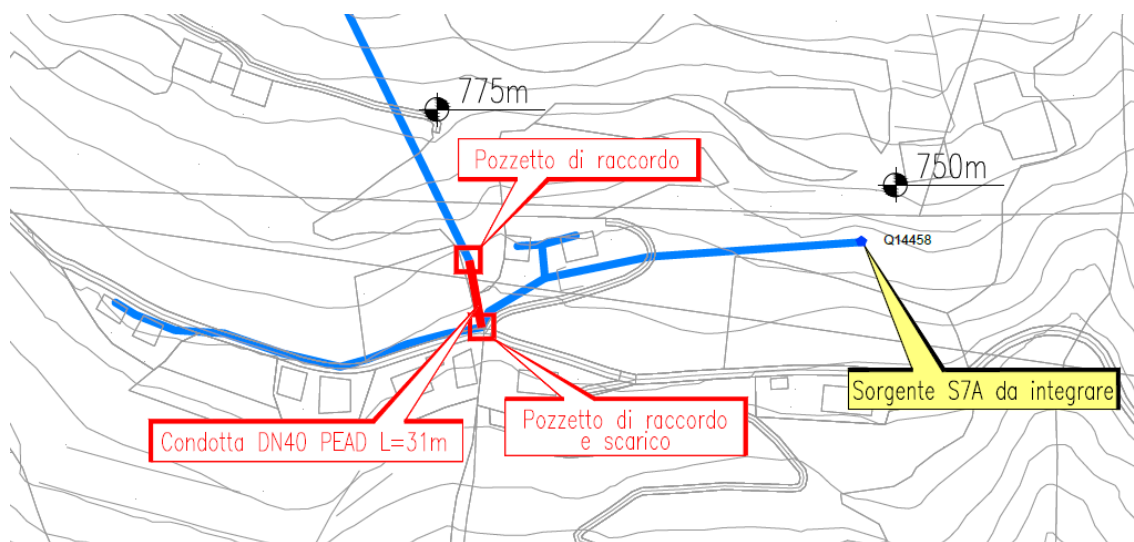 775m
Pozzetto di raccordo
750m
Q14458
Sorgente S7A da integrare
Condotta DN40 PEAD L=31m
Pozzetto di raccordo
e scarico